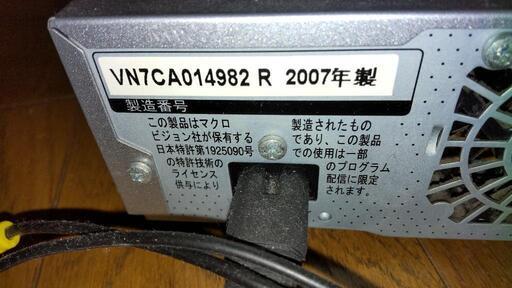 VN7CA014982 R 2007年製
製造番号
この製品はマクロ
ビジョン社が保有する
日本特許第1925090号
の特許技術の
ライセンス
供与により
製造されたもの
であり、この製品
での使用は一部
のプログラム
配信に限定
されます。